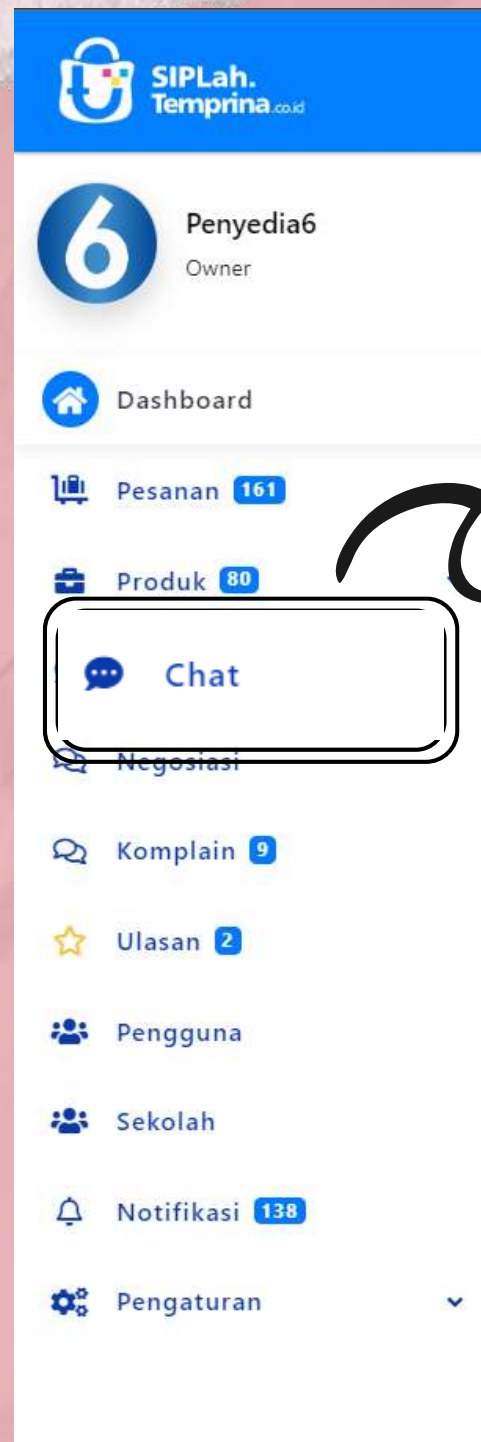 SIPLah.
Temprina.co.id
6
Penyedia6
Owner
Dashboard
Pesanan 161
Produk 80
Chat
Negosiasi
Komplain 9
Ulasan 2
Pengguna
Sekolah
Notifikasi 138
Pengaturan